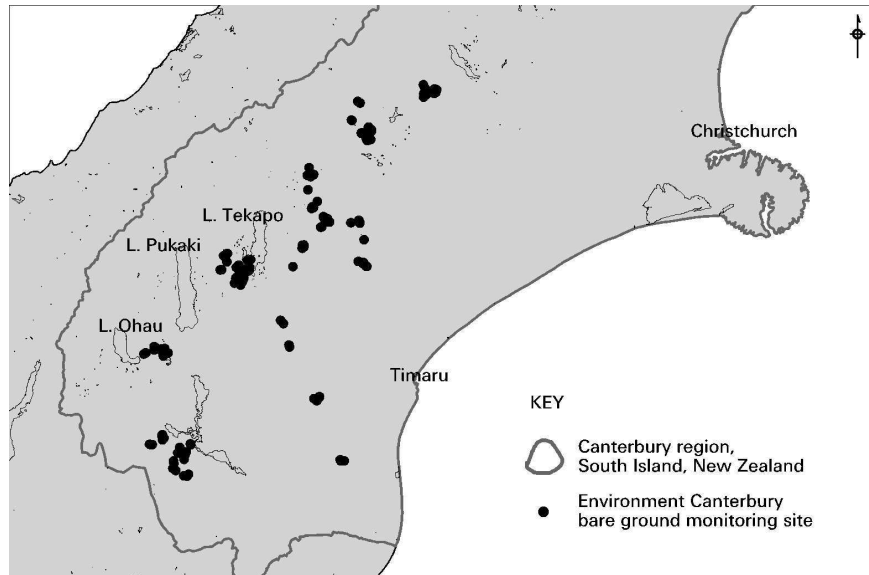 Christchurch
L. Tekapo
L. Pukaki
L. Ohau
Timaru
KEY
Canterbury region,
South Island, New Zealand
Environment Canterbury
bare ground monitoring site